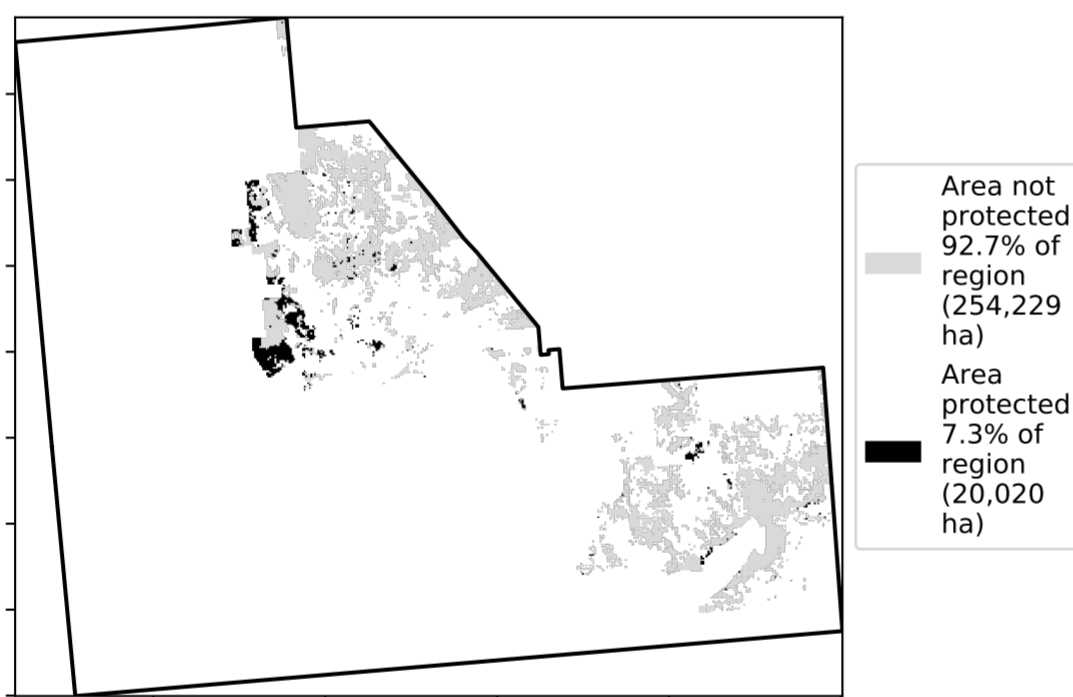 Area not
protected
92.7% of
region
(254,229
ha)
Area
protected
7.3% of
region
(20,020
ha)